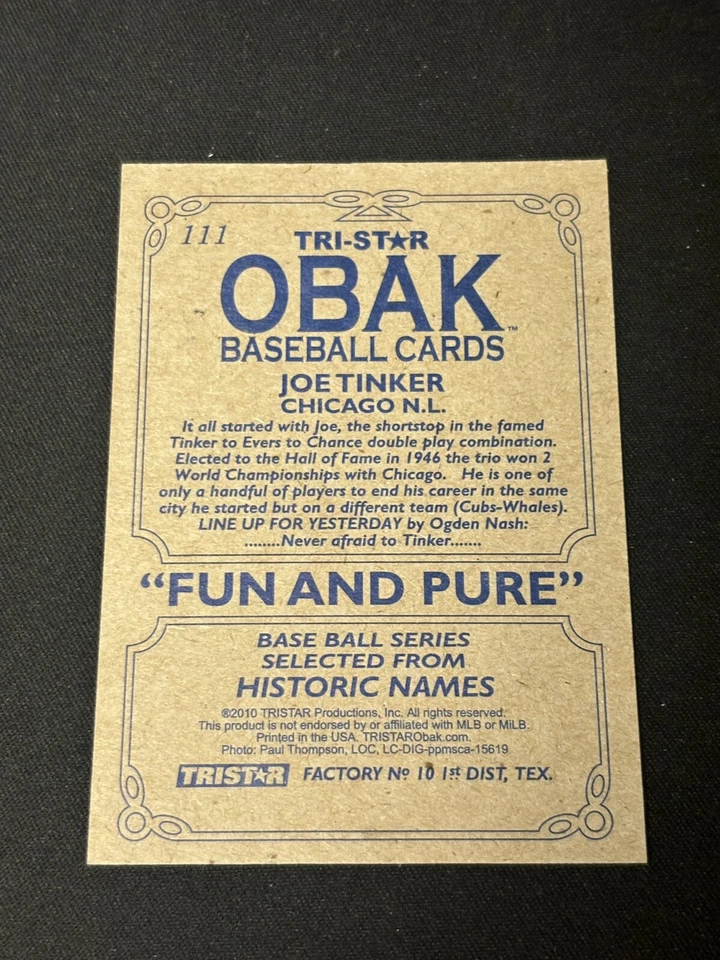 111
TRI-ST★R
OBAK™
BASEBALL CARDS
JOE TINKER
CHICAGO N.L.
It all started with Joe, the shortstop in the famed
Tinker to Evers to Chance double play combination.
Elected to the Hall of Fame in 1946 the trio won 2
World Championships with Chicago. He is one of
only a handful of players to end his career in the same
city he started but on a different team (Cubs-Whales).
LINE UP FOR YESTERDAY by Ogden Nash:
........Never afraid to Tinker.......
“FUN AND PURE”
BASE BALL SERIES
SELECTED FROM
HISTORIC NAMES
®2010 TRISTAR Productions, Inc. All rights reserved.
This product is not endorsed by or affiliated with MLB or MiLB.
Printed in the USA. TRISTARObak.com.
Photo: Paul Thompson, LOC, LC-DIG-ppmsca-15619
TRIST★R FACTORY Nº 10 1st DIST, TEX.